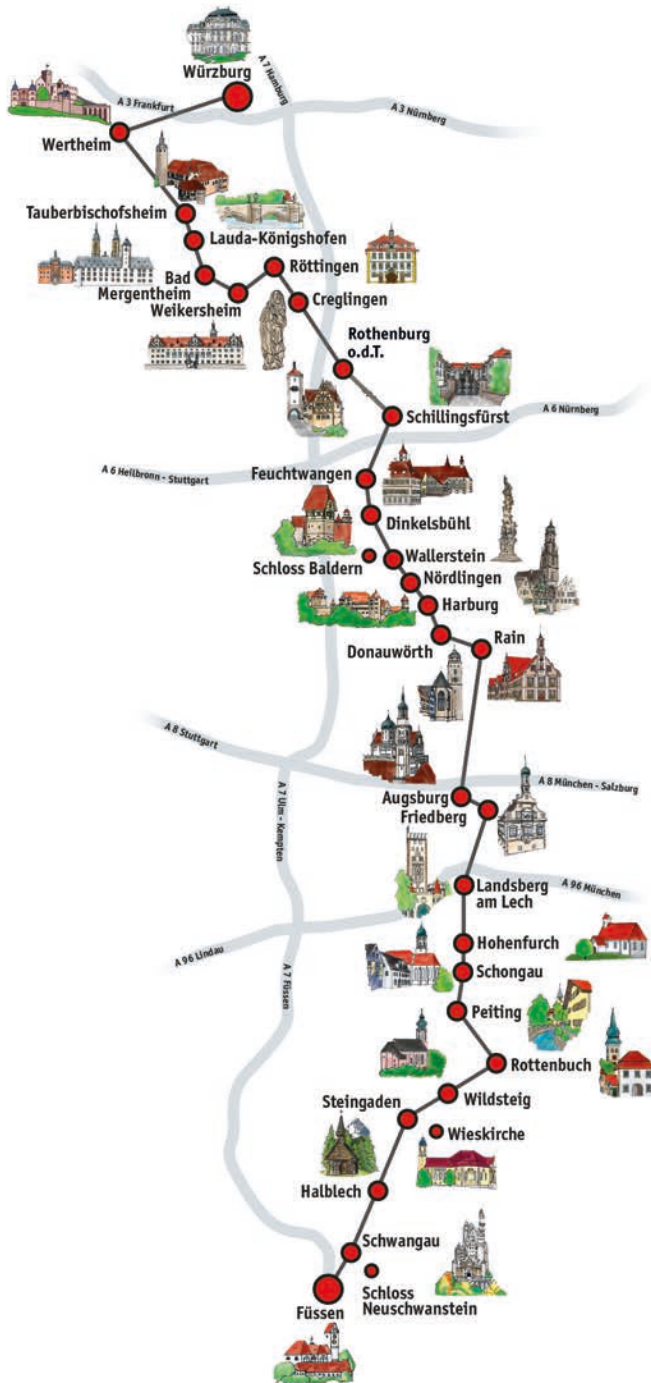 Würzburg
A 7 Hamburg
A 3 Frankfurt
A 3 Nürnberg
Wertheim
Tauberbischofsheim
Lauda-Königshofen
Bad
Mergentheim
Röttingen
Weikersheim
Creglingen
Rothenburg
o.d.T.
Schillingsfürst
A 6 Nürnberg
A 6 Heilbronn - Stuttgart
Feuchtwangen
Dinkelsbühl
Schloss Baldern
Wallerstein
Nördlingen
Harburg
Donauwörth
Rain
A 8 Stuttgart
A 8 München - Salzburg
A 7 Ulm - Kempten
Augsburg
Friedberg
Landsberg
am Lech
A 96 München
A 96 Lindau
A 7 Füssen
Hohenfurch
Schongau
Peiting
Rottenbuch
Wildsteig
Steingaden
Wieskirche
Halblech
Schwangau
Schloss
Neuschwanstein
Füssen